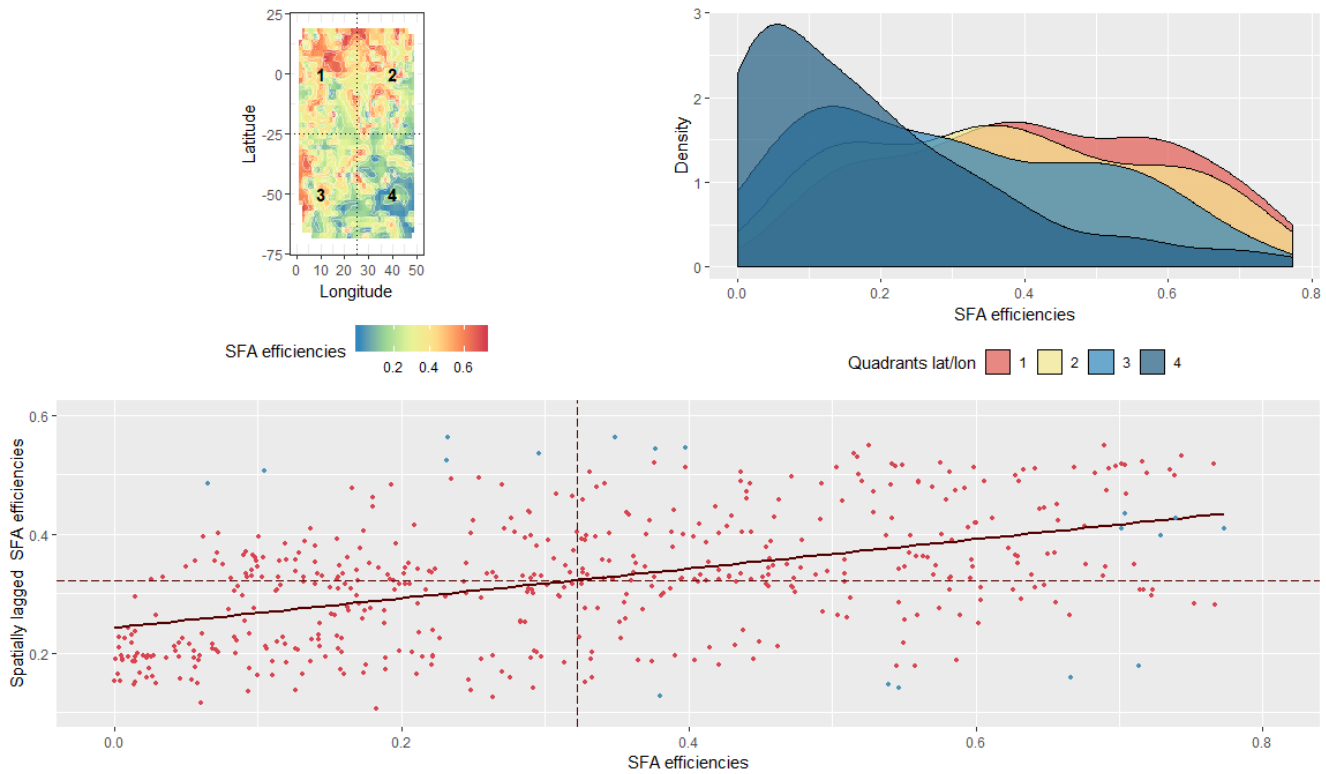 25
0
-25
-50
-75
Latitude
1
2
3
4
0 10 20 30 40 50
Longitude
SFA efficiencies
0.2 0.4 0.6
3
2
1
0
Density
0.0 0.2 0.4 0.6 0.8
SFA efficiencies
Quadrants lat/lon 1 2 3 4
0.6
0.4
0.2
Spatially lagged SFA efficiencies
0.0 0.2 0.4 0.6 0.8
SFA efficiencies